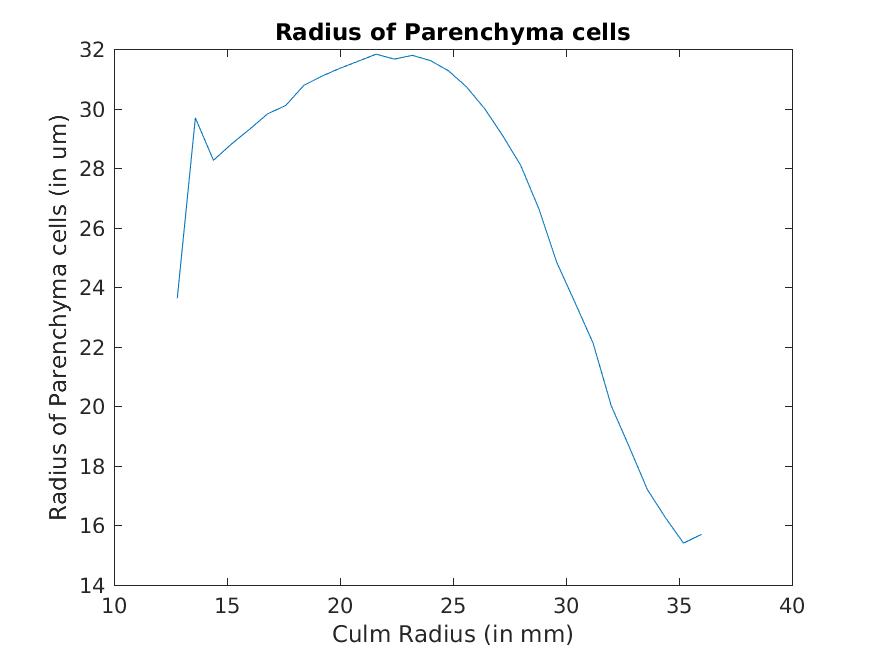 Radius of Parenchyma cells
Radius of Parenchyma cells (in um)
32
30
28
26
24
22
20
18
16
14
10 15 20 25 30 35 40
Culm Radius (in mm)